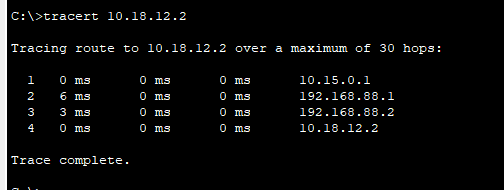 C:\>tracert 10.18.12.2
Tracing route to 10.18.12.2 over a maximum of 30 hops:
1 0 ms 0 ms 0 ms 10.15.0.1
2 6 ms 0 ms 0 ms 192.168.88.1
3 3 ms 0 ms 0 ms 192.168.88.2
4 0 ms 0 ms 0 ms 10.18.12.2
Trace complete.